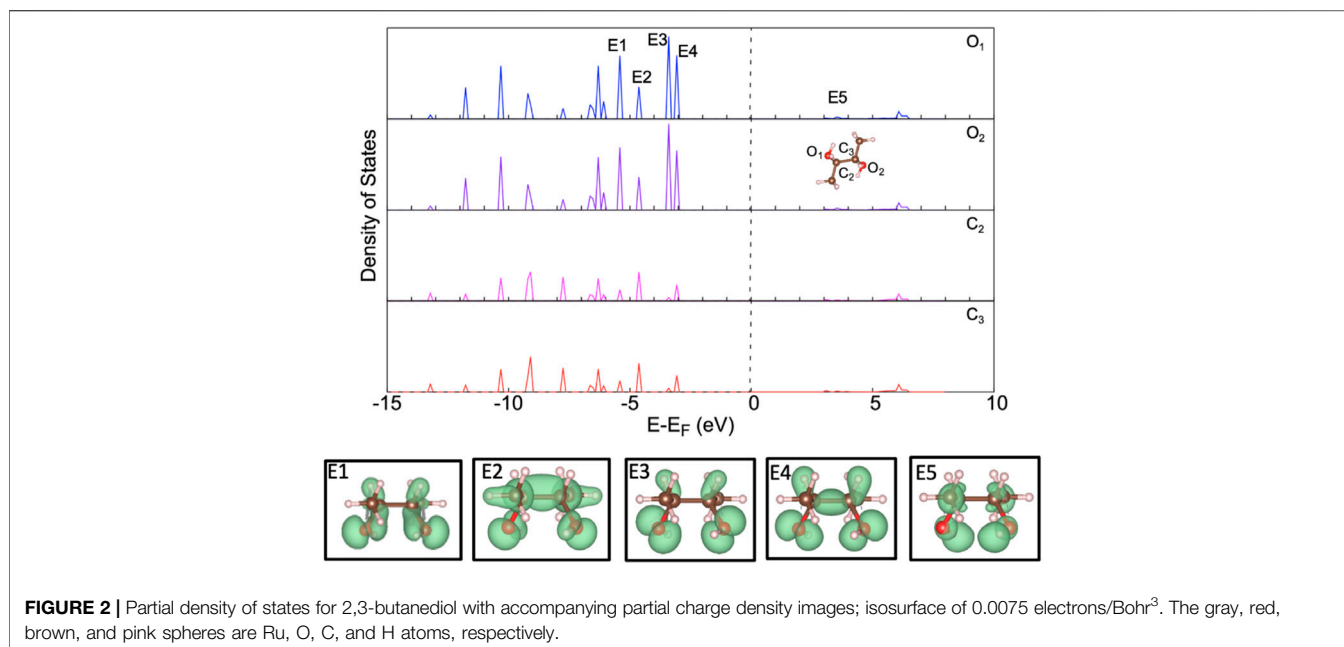 E1
E2
E3
E4
E5
O₁
O₂
O₁
C₃
C₂
O₂
C₂
C₃
Density of States
-15
-10
-5
0
5
10
E-E_F (eV)
E1
E2
E3
E4
E5
FIGURE 2 | Partial density of states for 2,3-butanediol with accompanying partial charge density images; isosurface of 0.0075 electrons/Bohr³. The gray, red,
brown, and pink spheres are Ru, O, C, and H atoms, respectively.